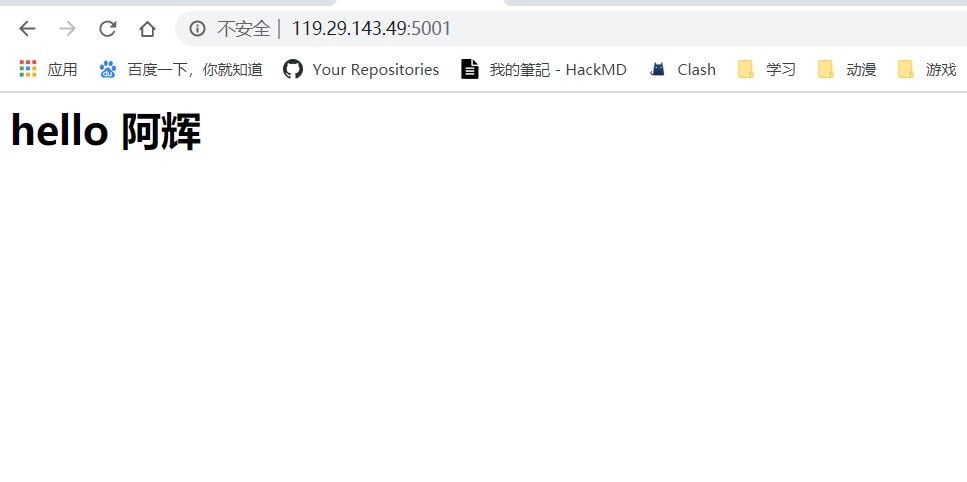 不安全 | 119.29.143.49:5001
应用 百度一下，你就知道 Your Repositories 我的筆記 - HackMD Clash 学习 动漫 游戏
hello 阿辉